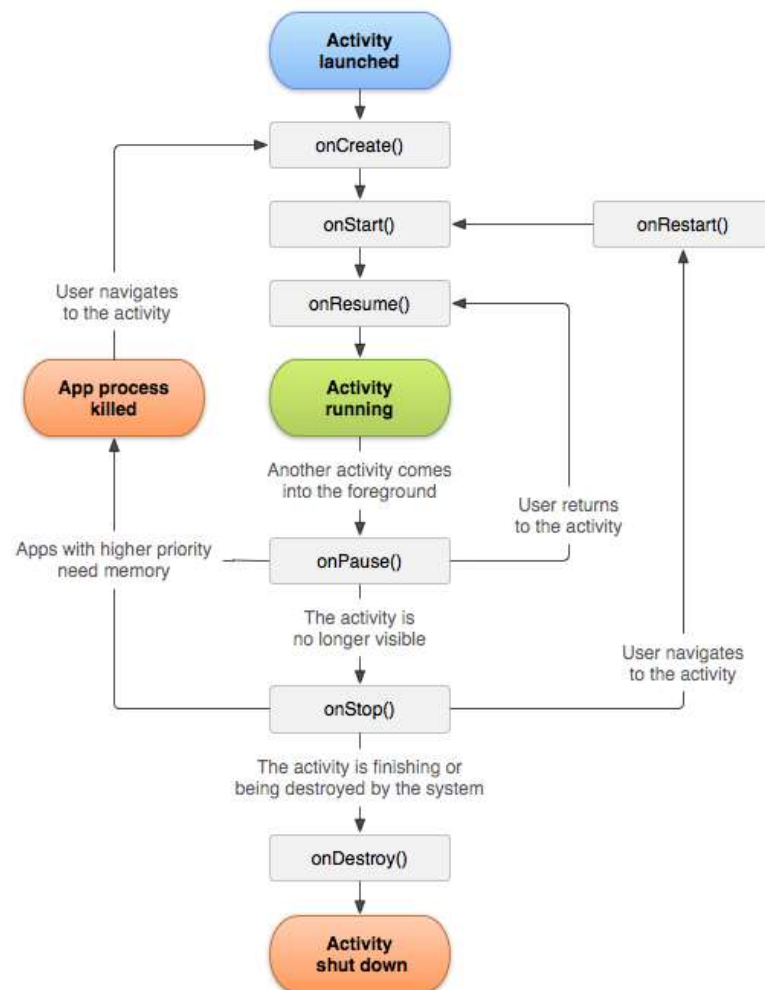 Activity
launched
onCreate()
onStart()
onRestart()
User navigates
to the activity
onResume()
App process
killed
Activity
running
Another activity comes
into the foreground
User returns
to the activity
Apps with higher priority
need memory
onPause()
The activity is
no longer visible
User navigates
to the activity
onStop()
The activity is finishing or
being destroyed by the system
onDestroy()
Activity
shut down